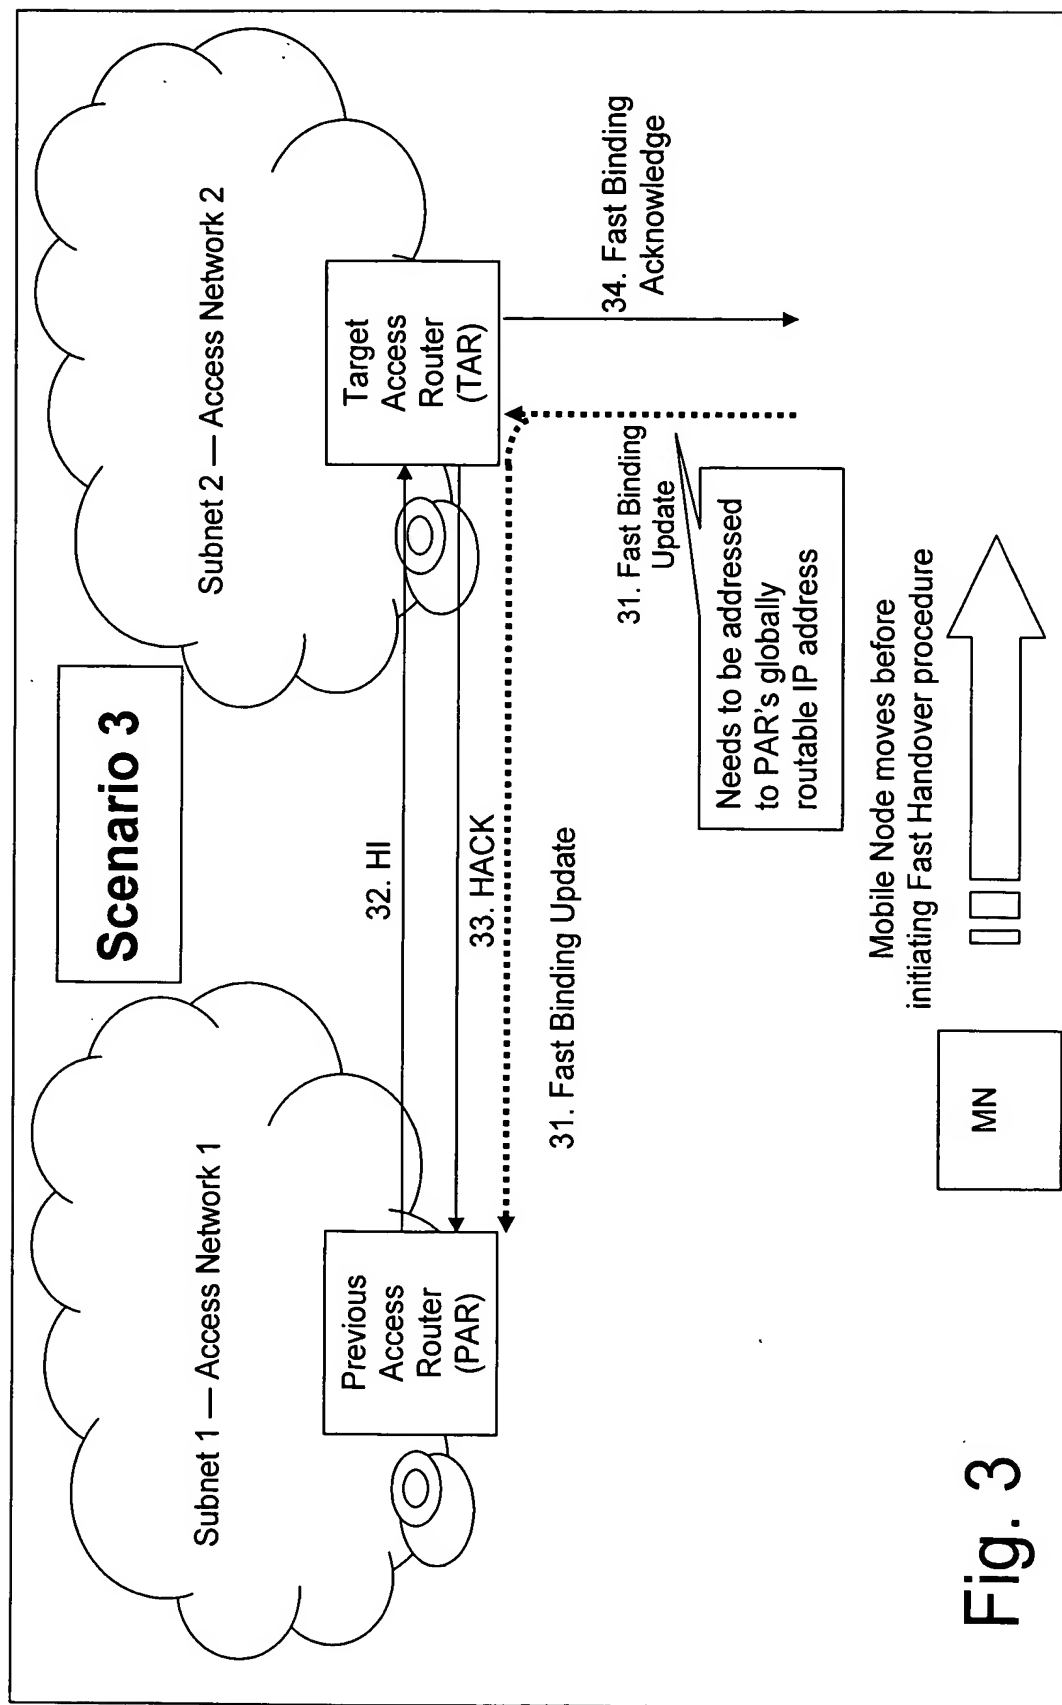 Scenario 3
Subnet 1 — Access Network 1
Subnet 2 — Access Network 2
Previous
Access
Router
(PAR)
Target
Access
Router
(TAR)
32. HI
33. HACK
31. Fast Binding Update
31. Fast Binding
Update
34. Fast Binding
Acknowledge
Needs to be addressed
to PAR's globally
routable IP address
Mobile Node moves before
initiating Fast Handover procedure
MN
Fig. 3